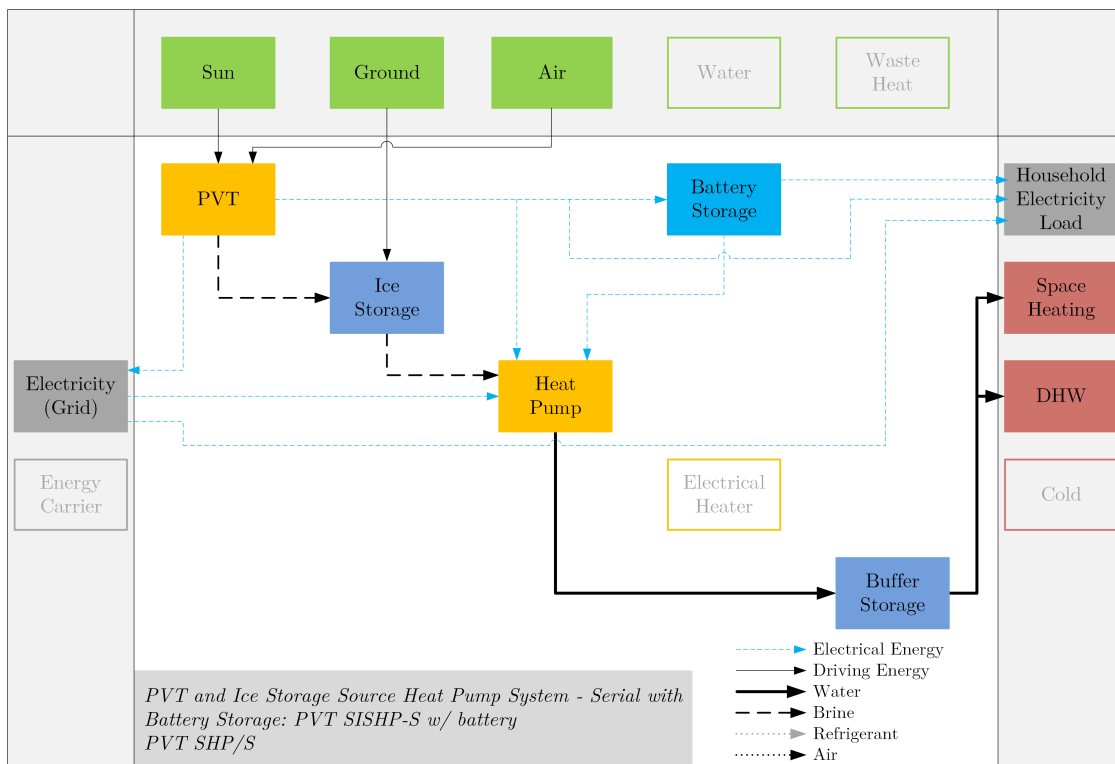 Sun
Ground
Air
Water
Waste
Heat
PVT
Battery
Storage
Household
Electricity
Load
Ice
Storage
Space
Heating
Electricity
(Grid)
Heat
Pump
DHW
Energy
Carrier
Electrical
Heater
Cold
Buffer
Storage
Electrical Energy
Driving Energy
Water
Brine
Refrigerant
Air
PVT and Ice Storage Source Heat Pump System - Serial with
Battery Storage: PVT SISHP-S w/ battery
PVT SHP/S